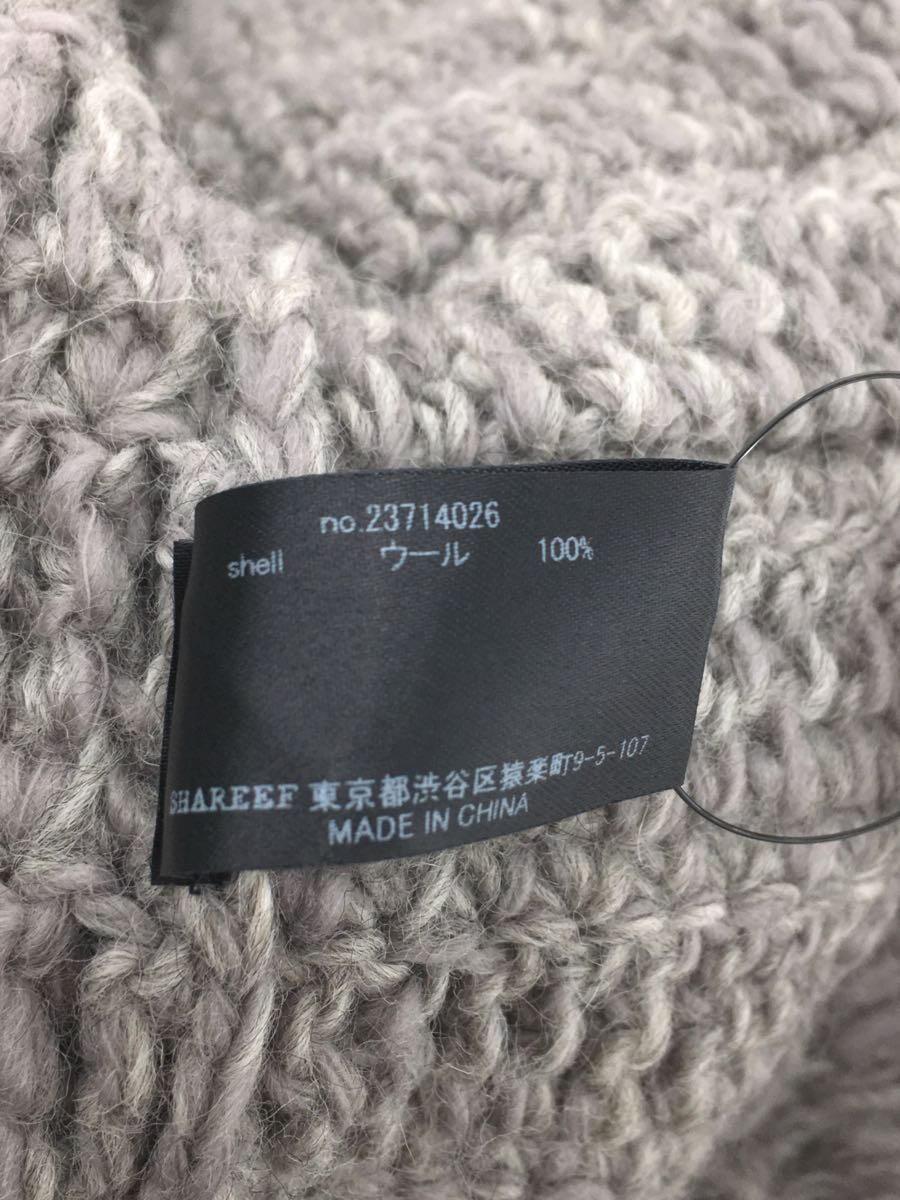 no.23714026
shell ウール 100%
SHAREEF 東京都渋谷区猿楽町9-5-107
MADE IN CHINA